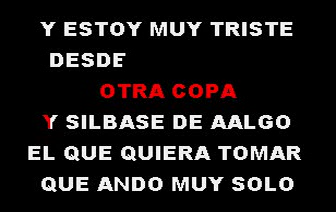 Y ESTOY MUY TRISTE
DESDE
OTRA COPA
Y SILBASE DE AALGO
EL QUE QUIERA TOMAR
QUE ANDO MUY SOLO